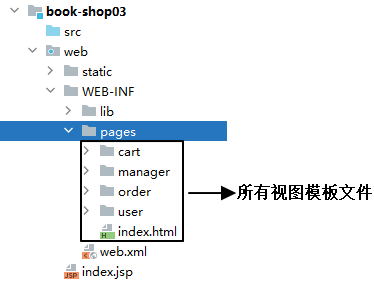 book-shop03
src
web
static
WEB-INF
lib
pages
cart
manager
order
user
index.html
所有视图模板文件
web.xml
index.jsp